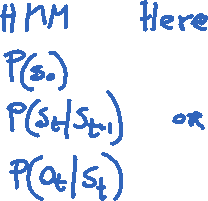 HMM Here
P(s₀)
P(sₜ|sₜ₋₁) or
P(oₜ|sₜ)